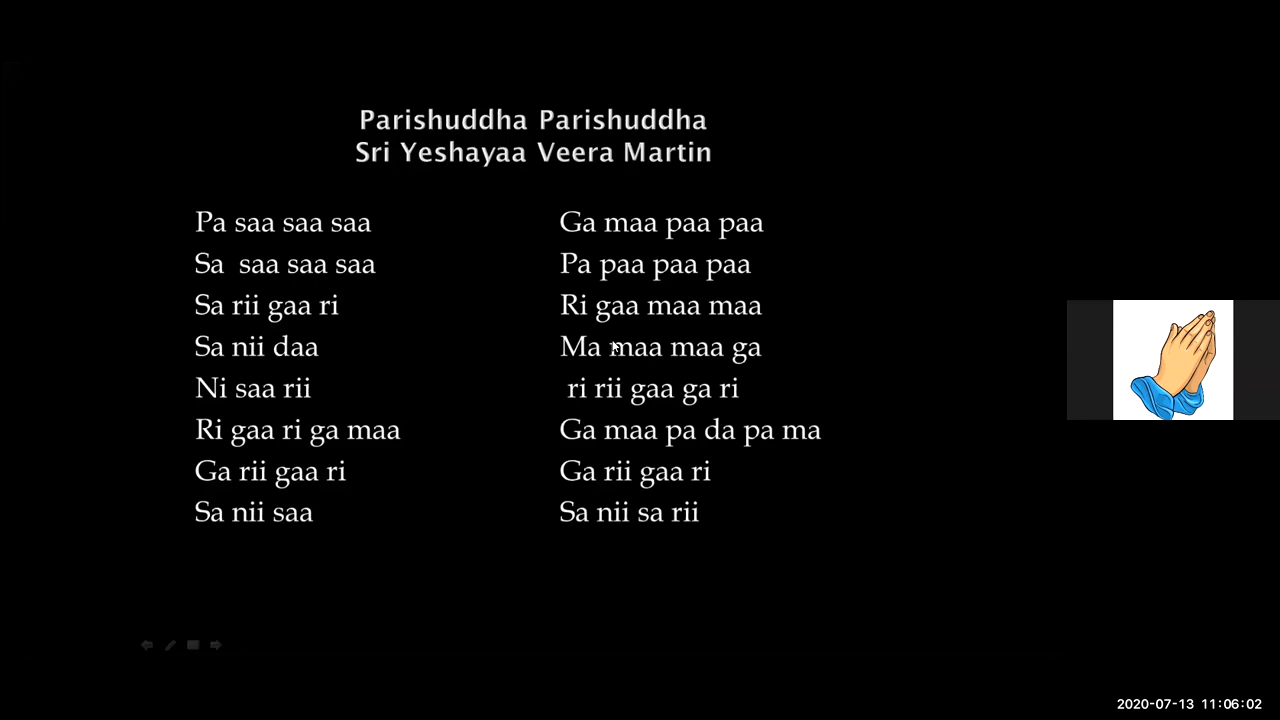 Parishuddha Parishuddha
Sri Yeshayaa Veera Martin
Pa saa saa saa
Sa saa saa saa
Sa rii gaa ri
Sa nii daa
Ni saa rii
Ri gaa ri ga maa
Ga rii gaa ri
Sa nii saa
Ga maa paa paa
Pa paa paa paa
Ri gaa maa maa
Ma maa maa ga
ri rii gaa ga ri
Ga maa pa da pa ma
Ga rii gaa ri
Sa nii sa rii
2020-07-13 11:06:02